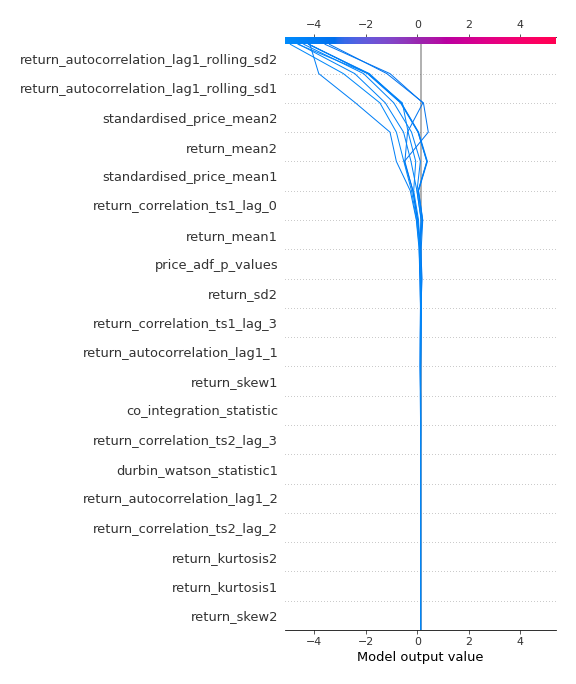 −4 −2 0 2 4
return_autocorrelation_lag1_rolling_sd2
return_autocorrelation_lag1_rolling_sd1
standardised_price_mean2
return_mean2
standardised_price_mean1
return_correlation_ts1_lag_0
return_mean1
price_adf_p_values
return_sd2
return_correlation_ts1_lag_3
return_autocorrelation_lag1_1
return_skew1
co_integration_statistic
return_correlation_ts2_lag_3
durbin_watson_statistic1
return_autocorrelation_lag1_2
return_correlation_ts2_lag_2
return_kurtosis2
return_kurtosis1
return_skew2
−4 −2 0 2 4
Model output value